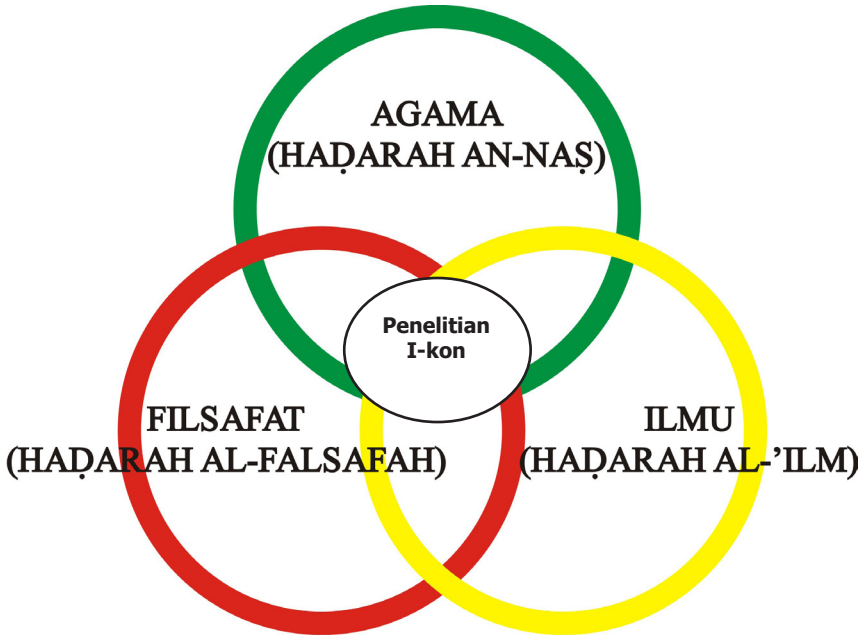 AGAMA
(HAḌARAH AN-NAṢ)
Penelitian
I-kon
FILSAFAT
(HAḌARAH AL-FALSAFAH)
ILMU
(HAḌARAH AL-’ILM)